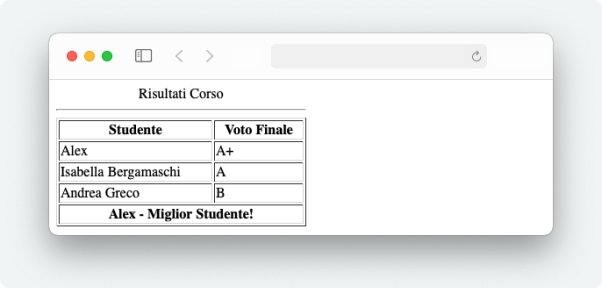 Risultati Corso
Studente Voto Finale
Alex A+
Isabella Bergamaschi A
Andrea Greco B
Alex - Miglior Studente!